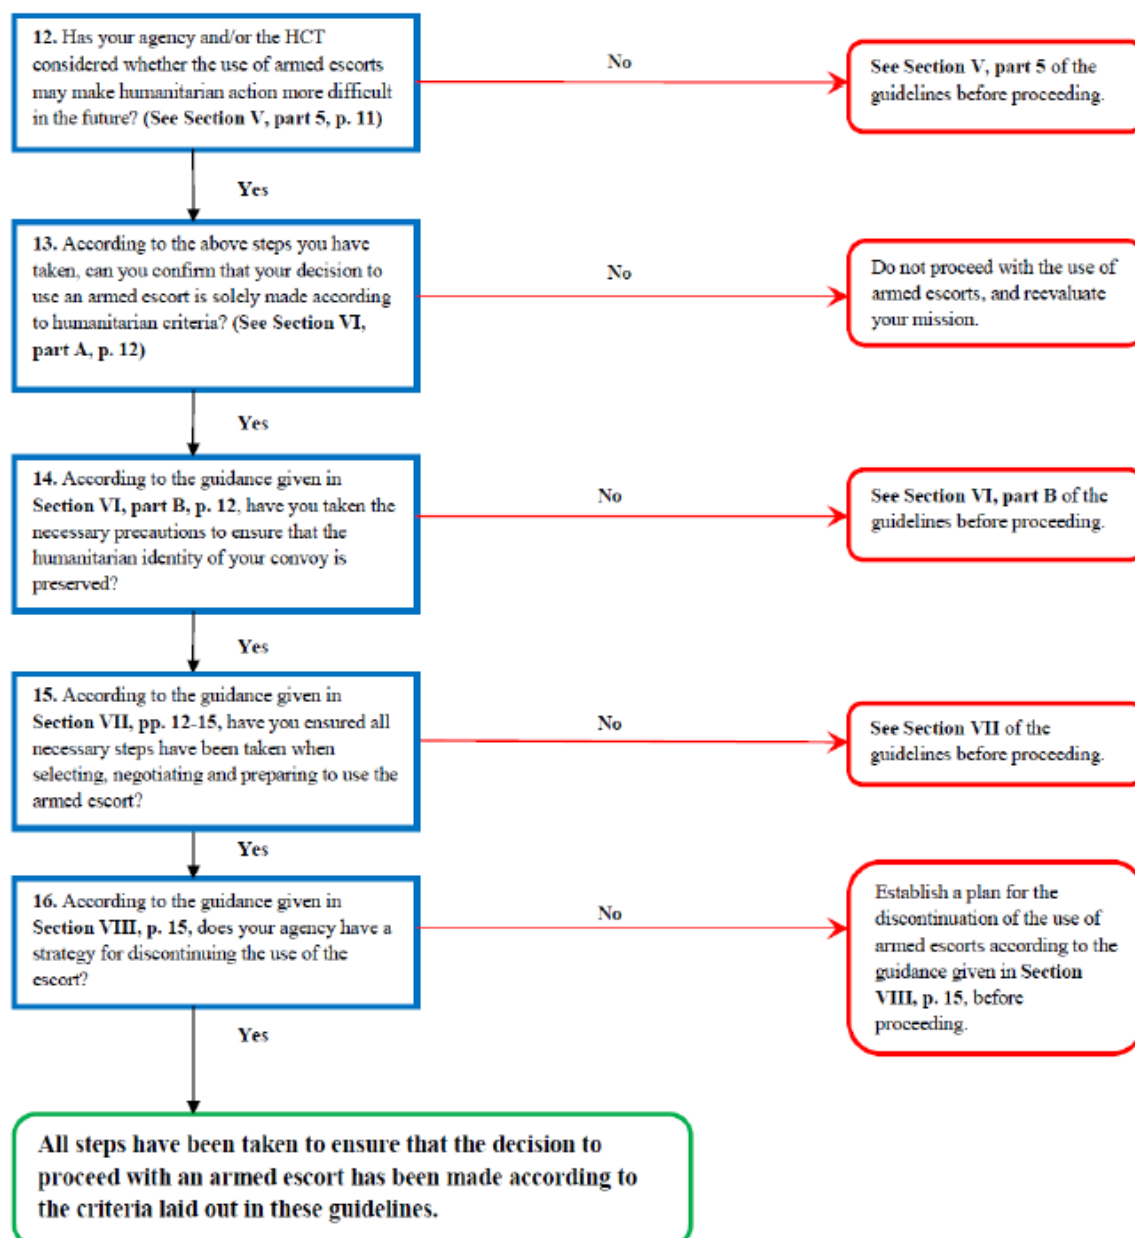 12. Has your agency and/or the HCT
considered whether the use of armed escorts
may make humanitarian action more difficult
in the future? (See Section V, part 5, p. 11)
No
See Section V, part 5 of the
guidelines before proceeding.
Yes
13. According to the above steps you have
taken, can you confirm that your decision to
use an armed escort is solely made according
to humanitarian criteria? (See Section VI,
part A, p. 12)
No
Do not proceed with the use of
armed escorts, and reevaluate
your mission.
Yes
14. According to the guidance given in
Section VI, part B, p. 12, have you taken the
necessary precautions to ensure that the
humanitarian identity of your convoy is
preserved?
No
See Section VI, part B of the
guidelines before proceeding.
Yes
15. According to the guidance given in
Section VII, pp. 12-15, have you ensured all
necessary steps have been taken when
selecting, negotiating and preparing to use the
armed escort?
No
See Section VII of the
guidelines before proceeding.
Yes
16. According to the guidance given in
Section VIII, p. 15, does your agency have a
strategy for discontinuing the use of the
escort?
No
Establish a plan for the
discontinuation of the use of
armed escorts according to the
guidance given in Section
VIII, p. 15, before
proceeding.
Yes
All steps have been taken to ensure that the decision to
proceed with an armed escort has been made according to
the criteria laid out in these guidelines.